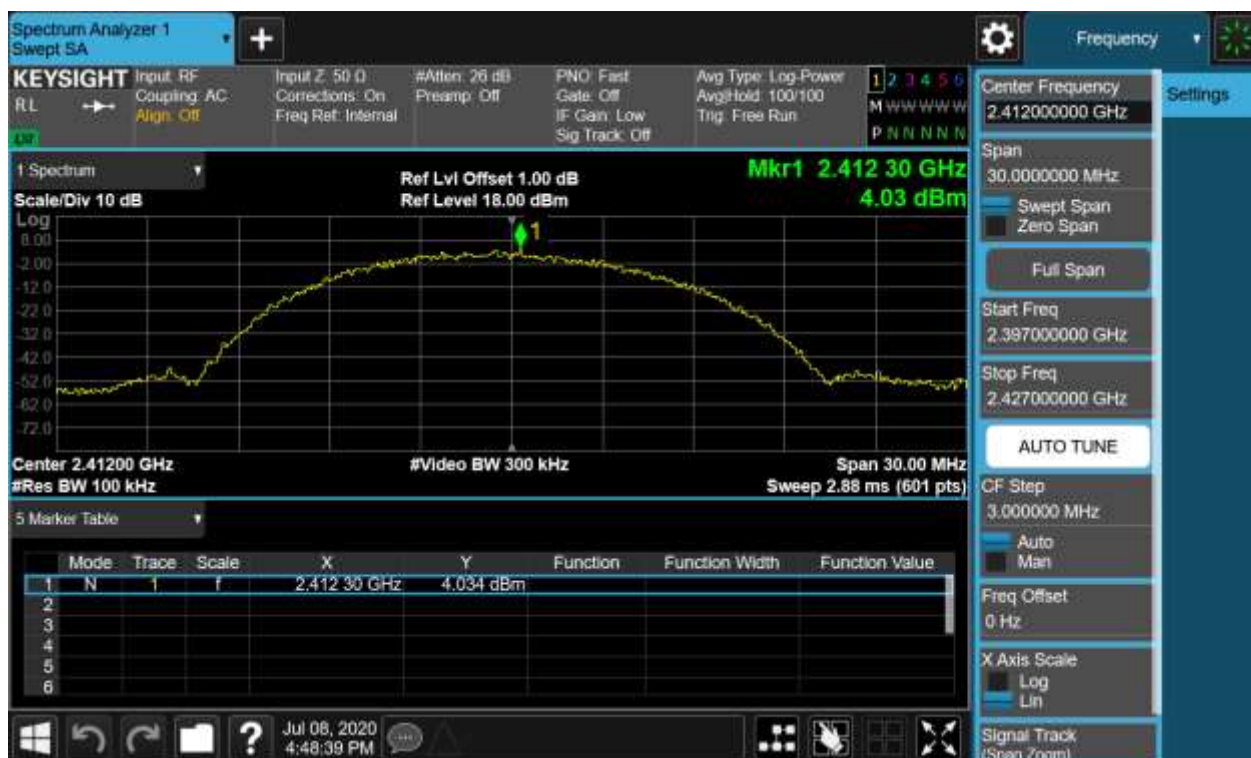 Spectrum Analyzer 1
Swept SA
+
Frequency
KEYSIGHT
RL
Input: RF
Coupling: AC
Align: Off
Input Z: 50 Ω
Corrections: On
Freq Ref: Internal
#Atten: 26 dB
Preamp: Off
PNO: Fast
Gate: Off
IF Gain: Low
Sig Track: Off
Avg Type: Log-Power
Avg|Hold: 100/100
Trig: Free Run
1 2 3 4 5 6
M W W W W W
P N N N N N
Center Frequency
2.412000000 GHz
Settings
Span
30.0000000 MHz
Swept Span
Zero Span
Full Span
Start Freq
2.397000000 GHz
Stop Freq
2.427000000 GHz
AUTO TUNE
CF Step
3.000000 MHz
Auto
Man
Freq Offset
0 Hz
X Axis Scale
Log
Lin
Signal Track
(Span Zoom)
1 Spectrum
Scale/Div 10 dB
Ref Lvl Offset 1.00 dB
Ref Level 18.00 dBm
Mkr1 2.412 30 GHz
4.03 dBm
Log
1
8.00
-2.00
-12.0
-22.0
-32.0
-42.0
-52.0
-62.0
-72.0
Center 2.41200 GHz
#Video BW 300 kHz
Span 30.00 MHz
#Res BW 100 kHz
Sweep 2.88 ms (601 pts)
5 Marker Table
Mode Trace Scale X Y Function Function Width Function Value
1 N 1 f 2.412 30 GHz 4.034 dBm
2
3
4
5
6
?
Jul 08, 2020
4:48:39 PM